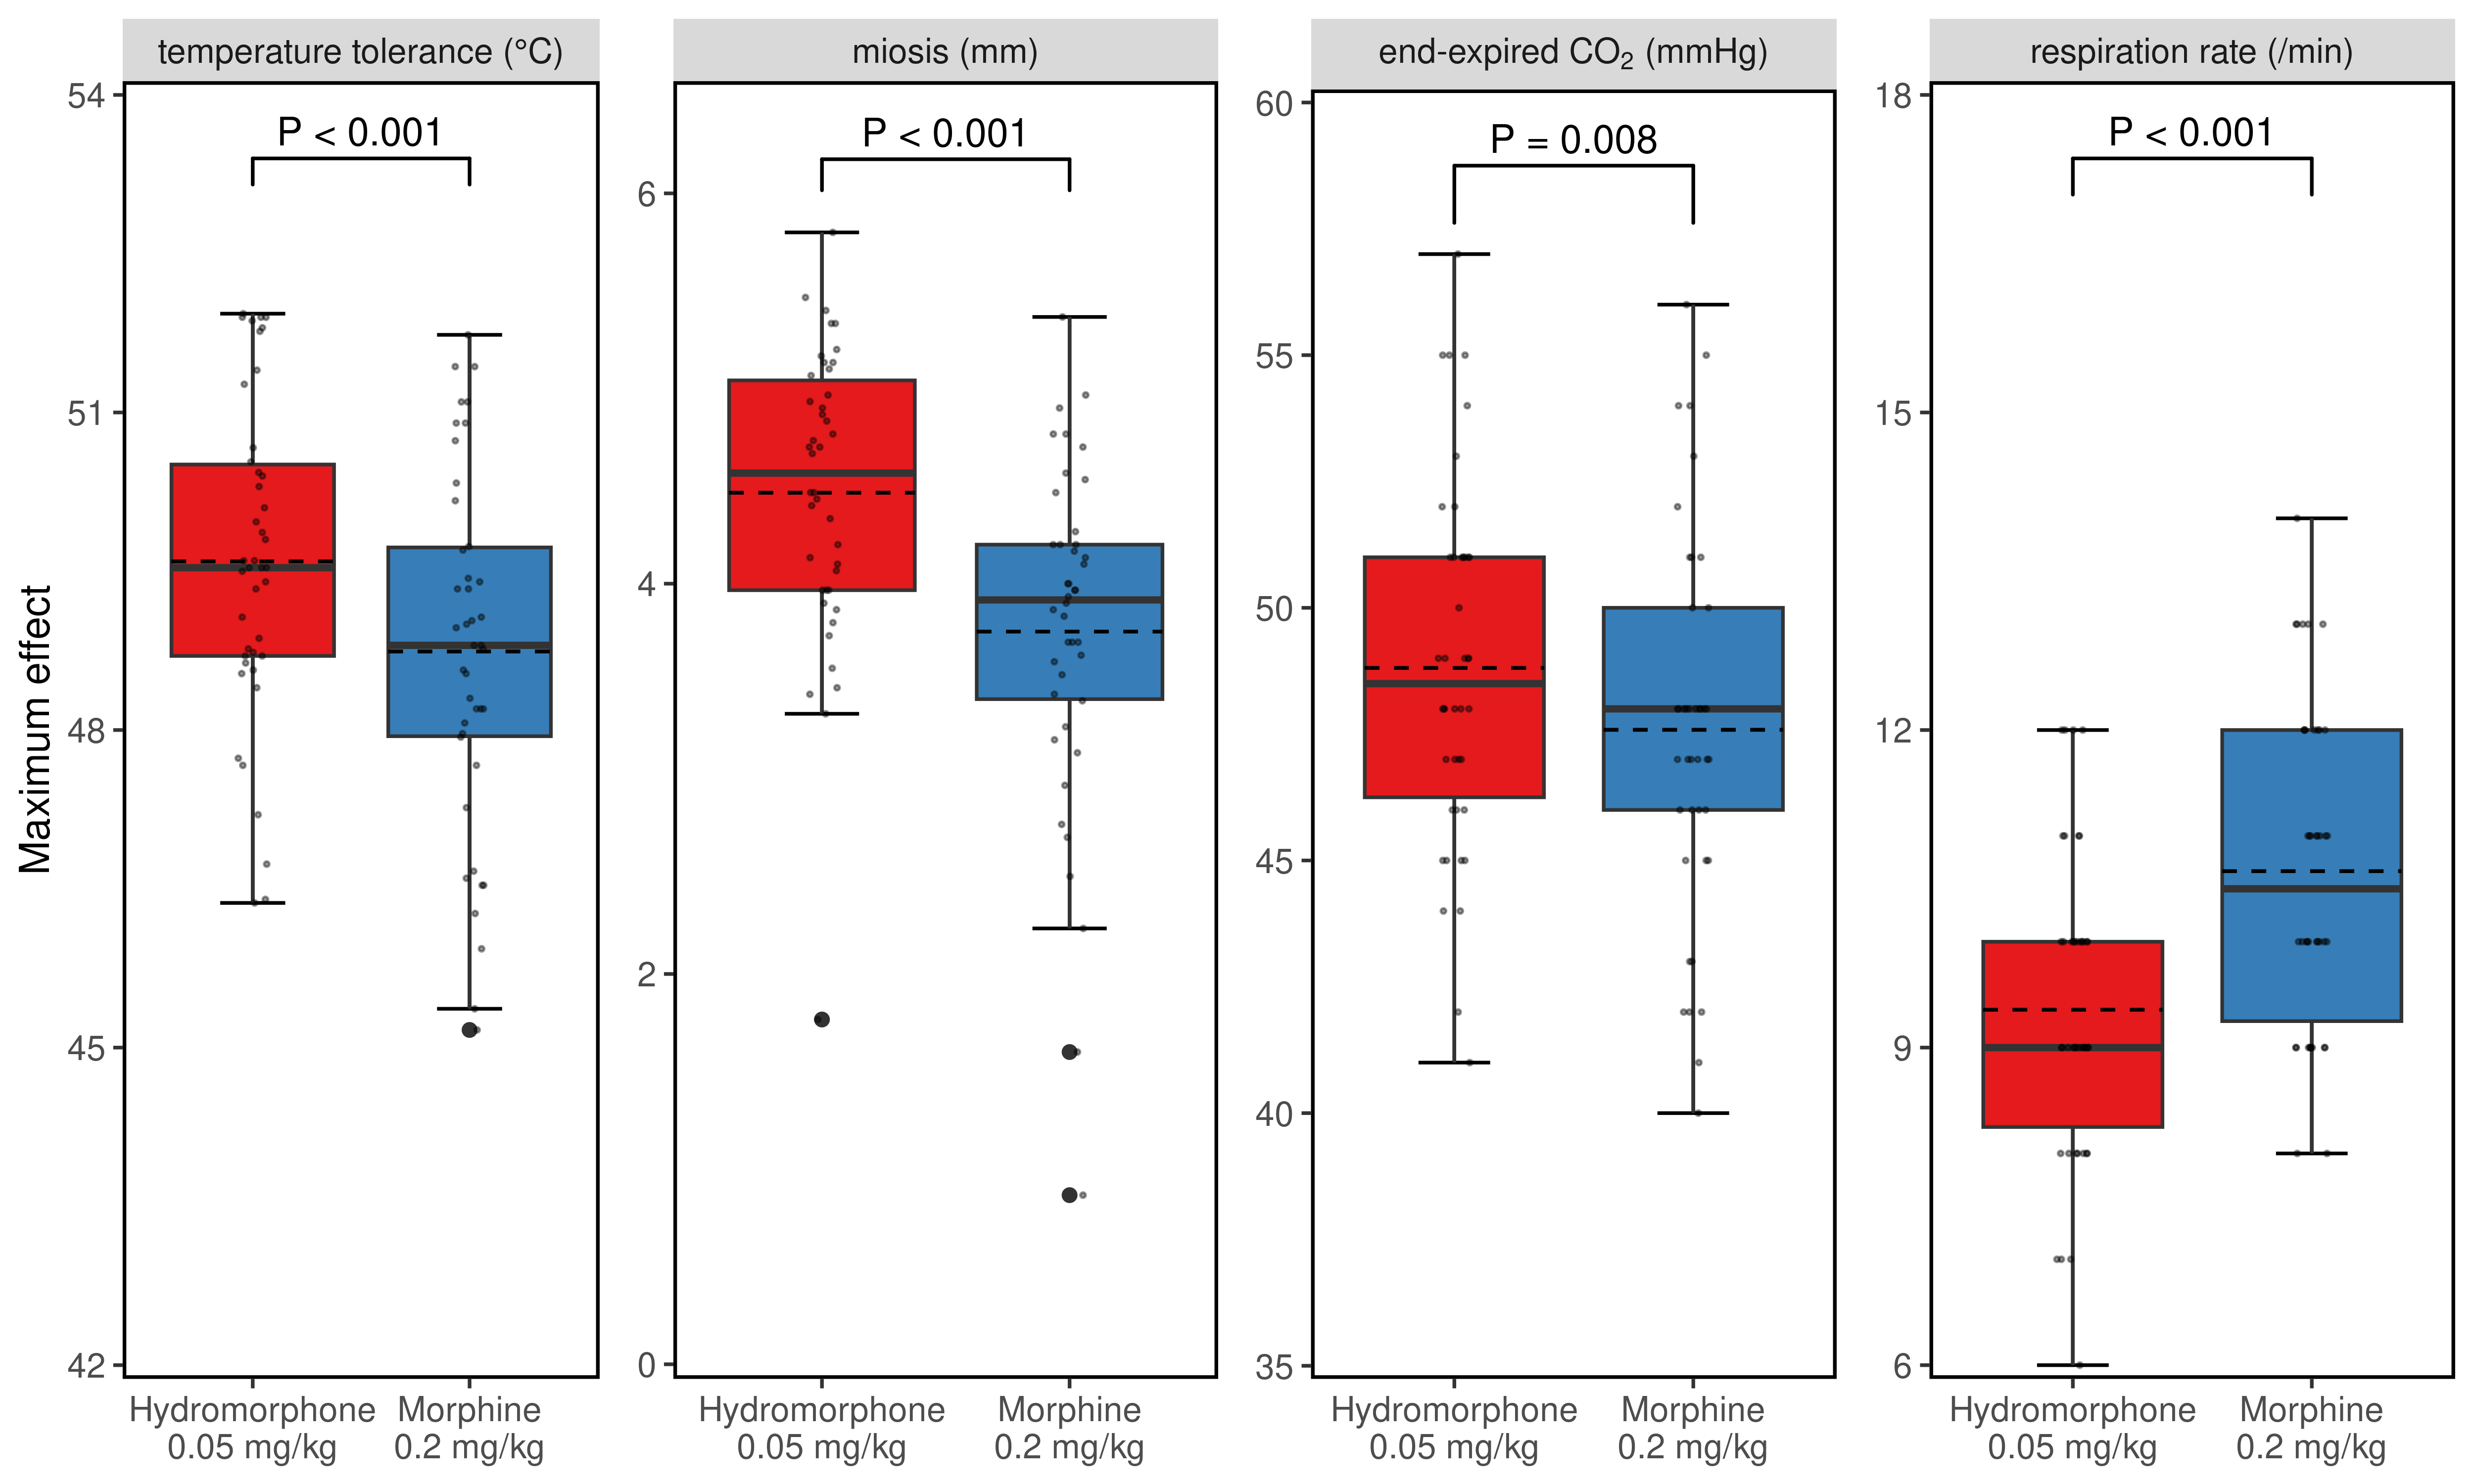 temperature tolerance (°C)
miosis (mm)
end-expired CO₂ (mmHg)
respiration rate (/min)
P < 0.001
P < 0.001
P = 0.008
P < 0.001
Maximum effect
54
51
48
45
42
6
4
2
0
60
55
50
45
40
35
18
15
12
9
6
Hydromorphone
0.05 mg/kg
Morphine
0.2 mg/kg
Hydromorphone
0.05 mg/kg
Morphine
0.2 mg/kg
Hydromorphone
0.05 mg/kg
Morphine
0.2 mg/kg
Hydromorphone
0.05 mg/kg
Morphine
0.2 mg/kg